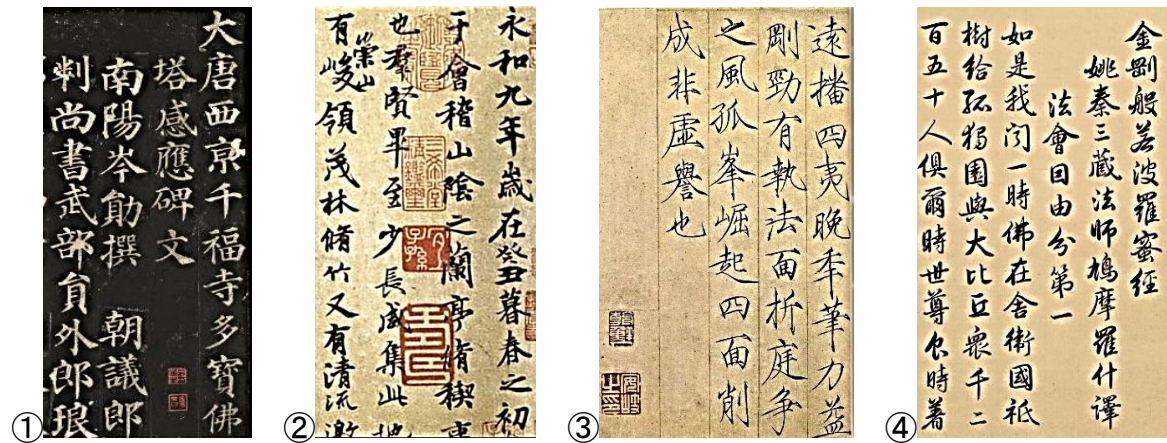 ①
大唐西京千福寺多寶佛
塔感應碑文
南陽岑勛撰 朝議郎
判尚書武部員外郎琅
②
永和九年歲在癸丑暮春之初
于會稽山陰之蘭亭脩稧事
也羣賢畢至少長咸集此地
有崇山峻領茂林脩竹又有清流激
③
遠播四夷晚秊筆力益
剛勁有執法面折庭爭
之風孤峯崛起四面削
成非虛譽也
④
金剛般若波羅蜜經
姚秦三藏法師鳩摩羅什譯
法會因由分第一
如是我聞一時佛在舍衛國祇
樹給孤獨園與大比丘衆千二
百五十人俱爾時世尊食時著